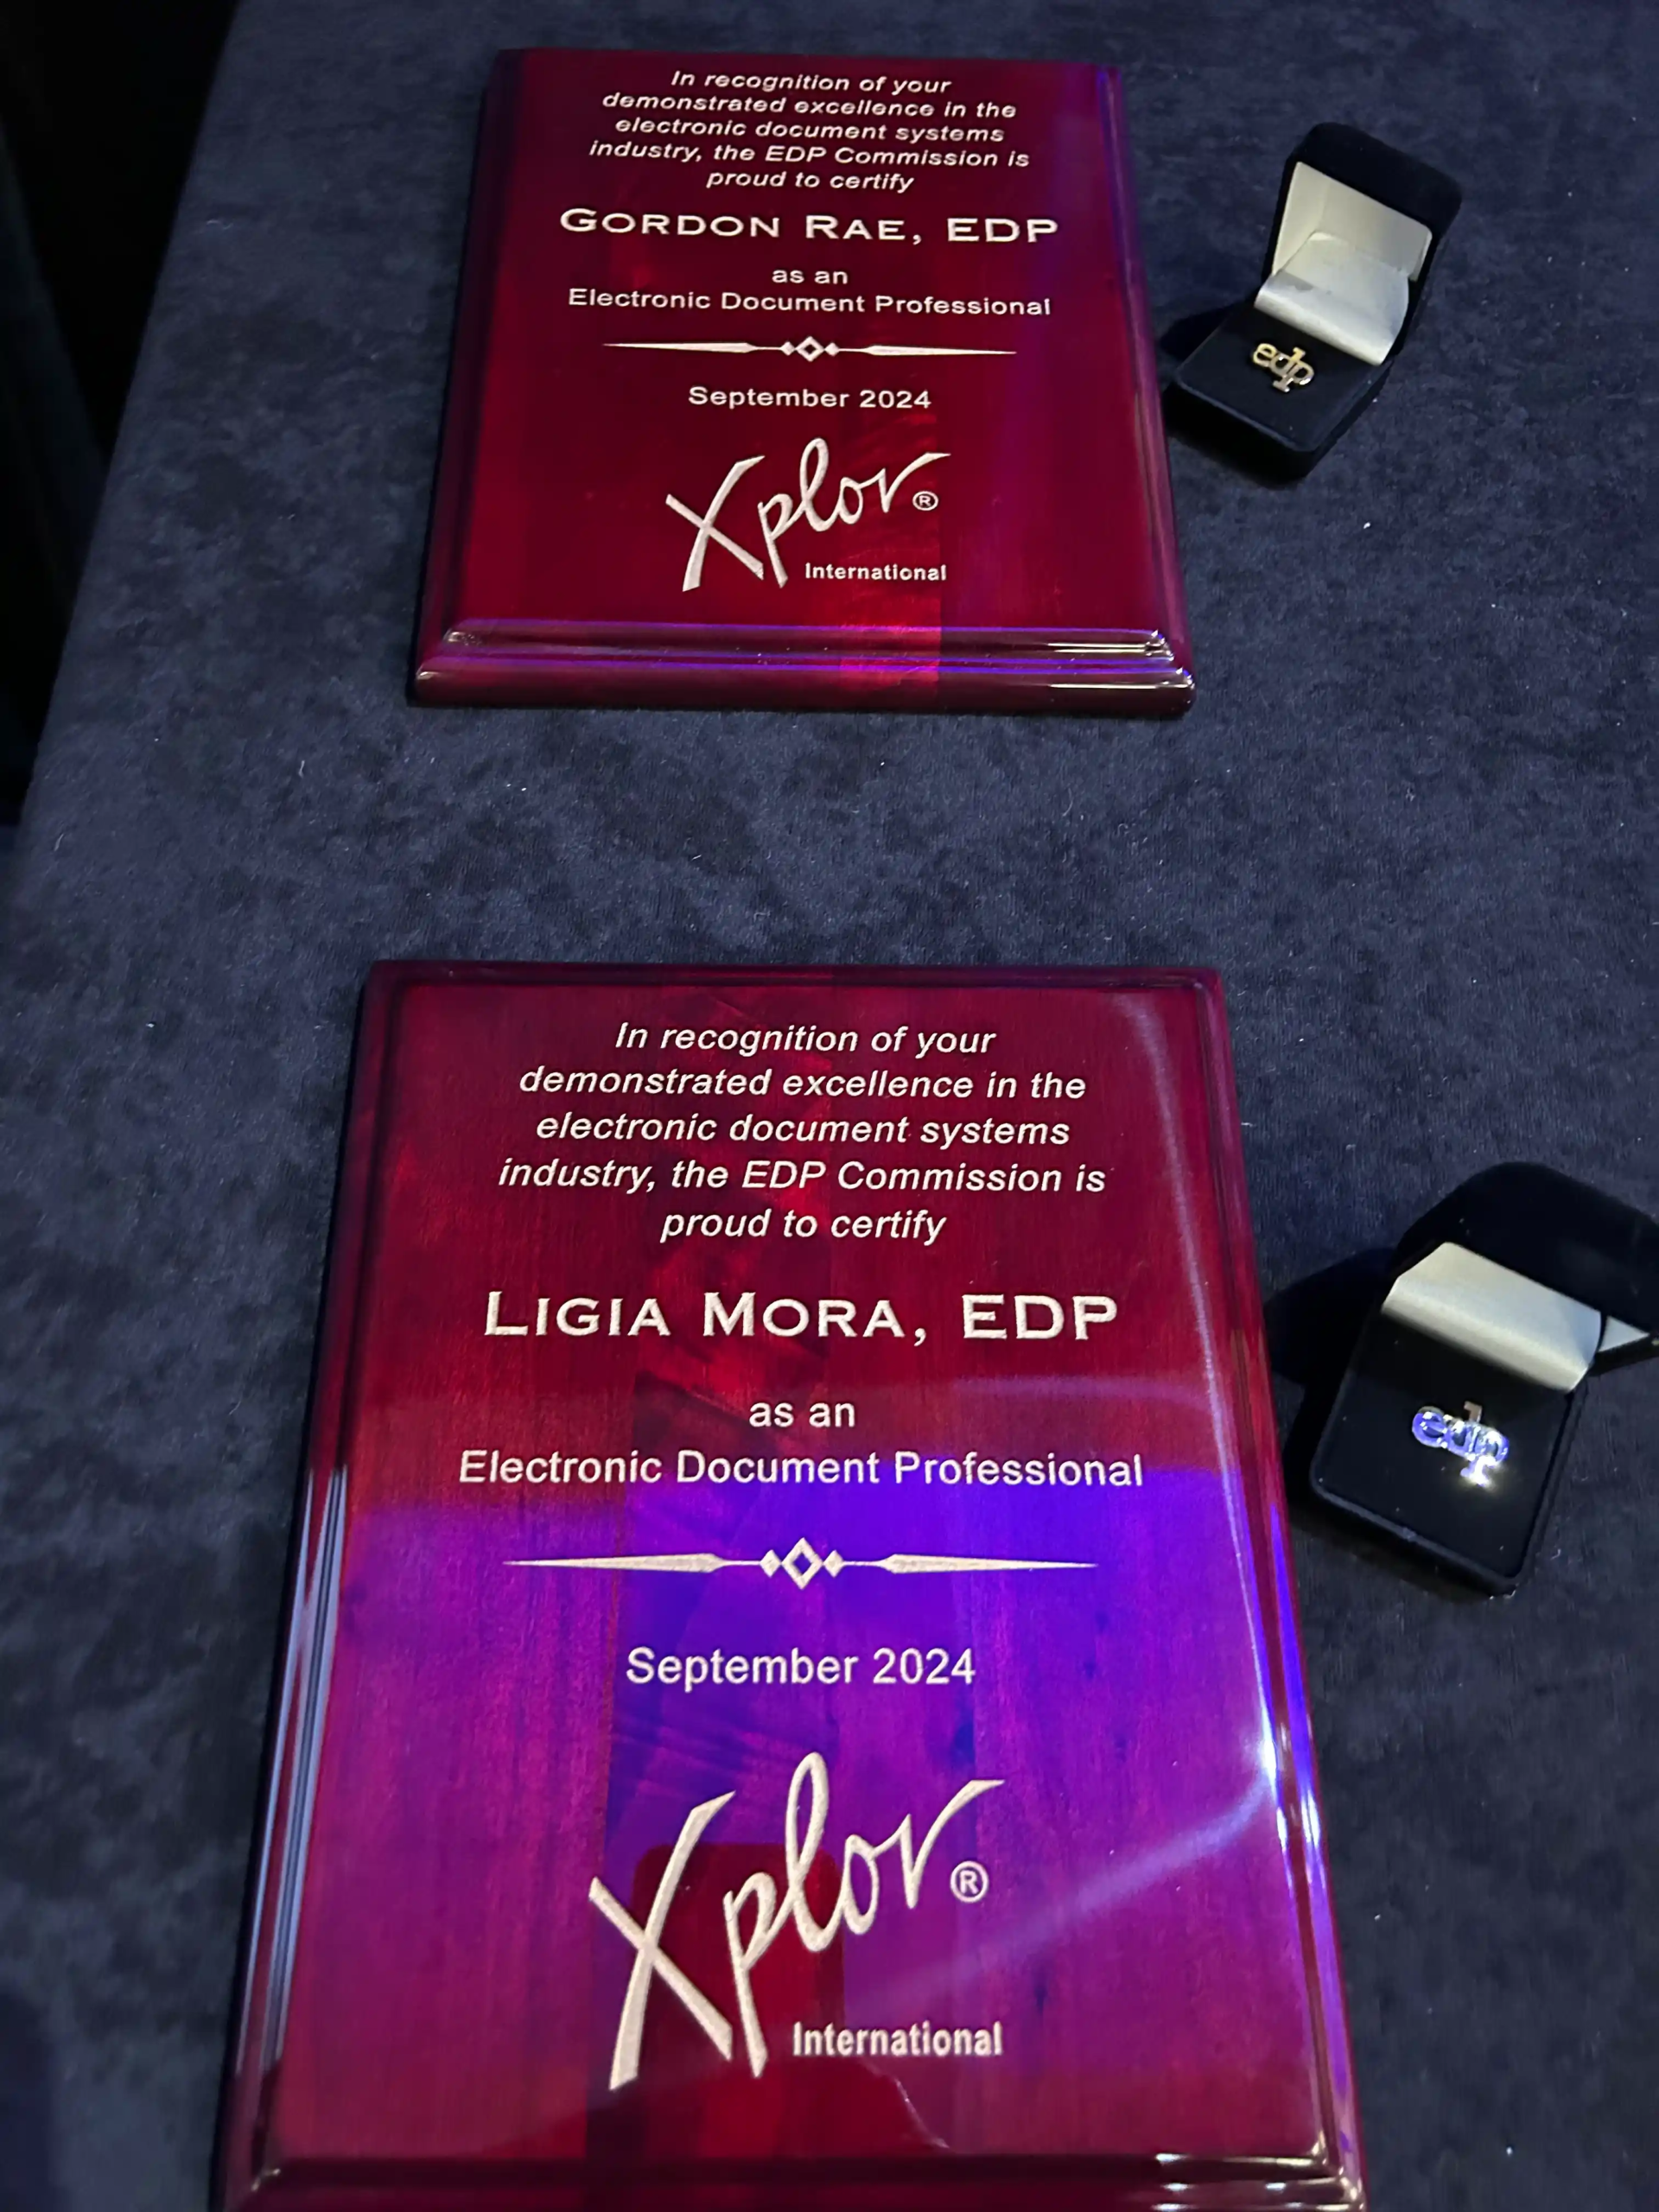 In recognition of your
demonstrated excellence in the
electronic document systems
industry, the EDP Commission is
proud to certify
GORDON RAE, EDP
as an
Electronic Document Professional
September 2024
Xplor®
International
edp
In recognition of your
demonstrated excellence in the
electronic document systems
industry, the EDP Commission is
proud to certify
LIGIA MORA, EDP
as an
Electronic Document Professional
September 2024
Xplor®
International
edp